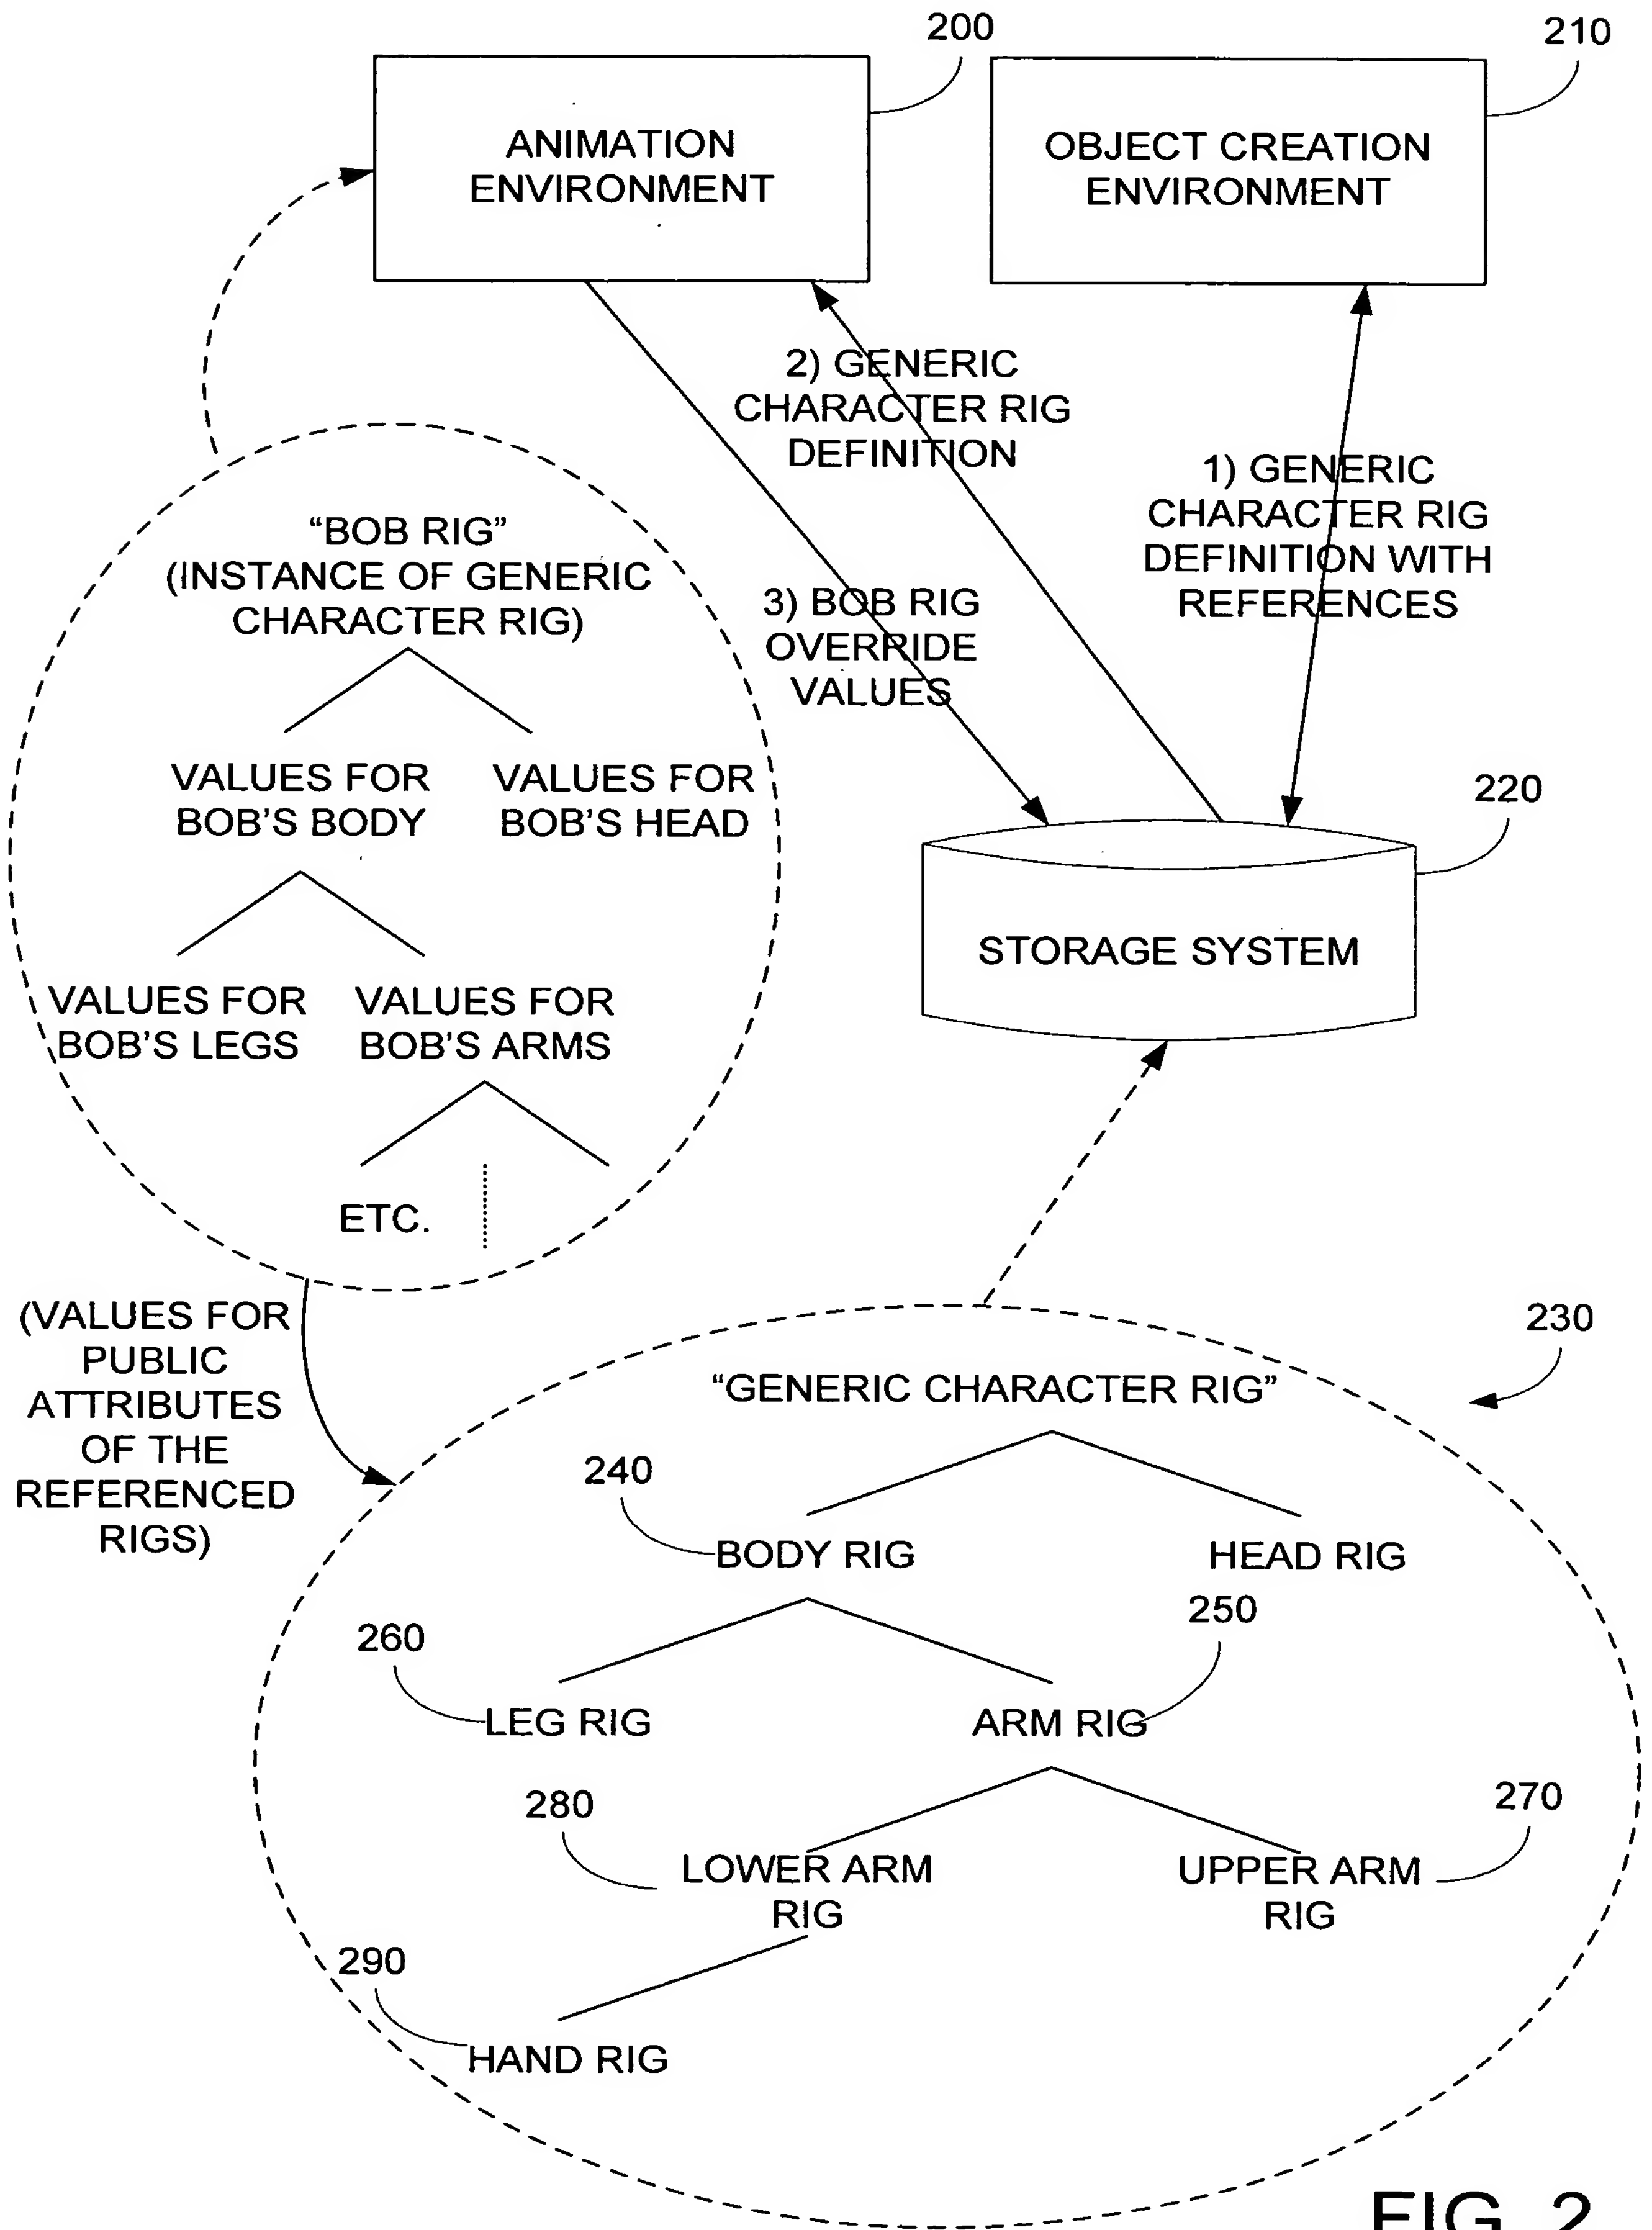 200
210
ANIMATION
ENVIRONMENT
OBJECT CREATION
ENVIRONMENT
2) GENERIC
CHARACTER RIG
DEFINITION
1) GENERIC
CHARACTER RIG
DEFINITION WITH
REFERENCES
“BOB RIG”
(INSTANCE OF GENERIC
CHARACTER RIG)
3) BOB RIG
OVERRIDE
VALUES
VALUES FOR
BOB'S BODY
VALUES FOR
BOB'S HEAD
220
STORAGE SYSTEM
VALUES FOR
BOB'S LEGS
VALUES FOR
BOB'S ARMS
ETC.
(VALUES FOR
PUBLIC
ATTRIBUTES
OF THE
REFERENCED
RIGS)
230
“GENERIC CHARACTER RIG”
240
BODY RIG
HEAD RIG
250
260
LEG RIG
ARM RIG
280
270
LOWER ARM
RIG
UPPER ARM
RIG
290
HAND RIG
FIG. 2